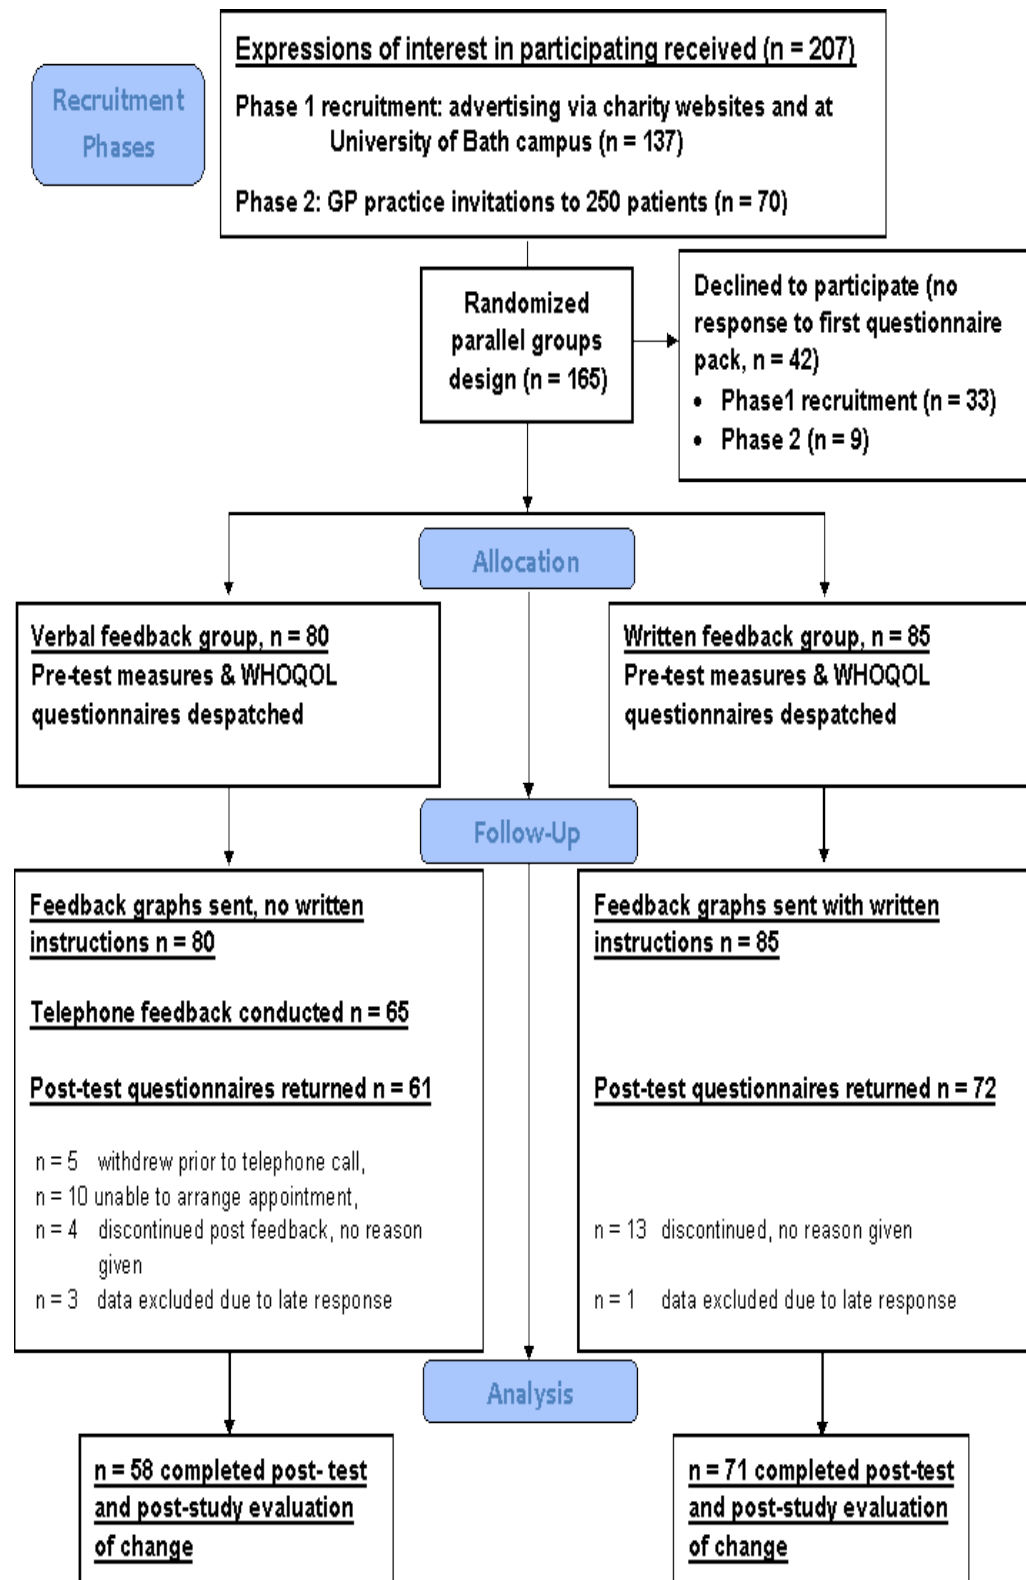 Expressions of interest in participating received (n = 207)
Recruitment
Phases
Phase 1 recruitment: advertising via charity websites and at
University of Bath campus (n = 137)
Phase 2: GP practice invitations to 250 patients (n = 70)
Randomized
parallel groups
design (n = 165)
Declined to participate (no
response to first questionnaire
pack, n = 42)
• Phase1 recruitment (n = 33)
• Phase 2 (n = 9)
Allocation
Verbal feedback group, n = 80
Pre-test measures & WHOQOL
questionnaires despatched
Written feedback group, n = 85
Pre-test measures & WHOQOL
questionnaires despatched
Follow-Up
Feedback graphs sent, no written
instructions n = 80
Telephone feedback conducted n = 65
Post-test questionnaires returned n = 61
n = 5 withdrew prior to telephone call,
n = 10 unable to arrange appointment,
n = 4 discontinued post feedback, no reason
given
n = 3 data excluded due to late response
Feedback graphs sent with written
instructions n = 85
Post-test questionnaires returned n = 72
n = 13 discontinued, no reason given
n = 1 data excluded due to late response
Analysis
n = 58 completed post- test
and post-study evaluation
of change
n = 71 completed post-test
and post-study evaluation
of change